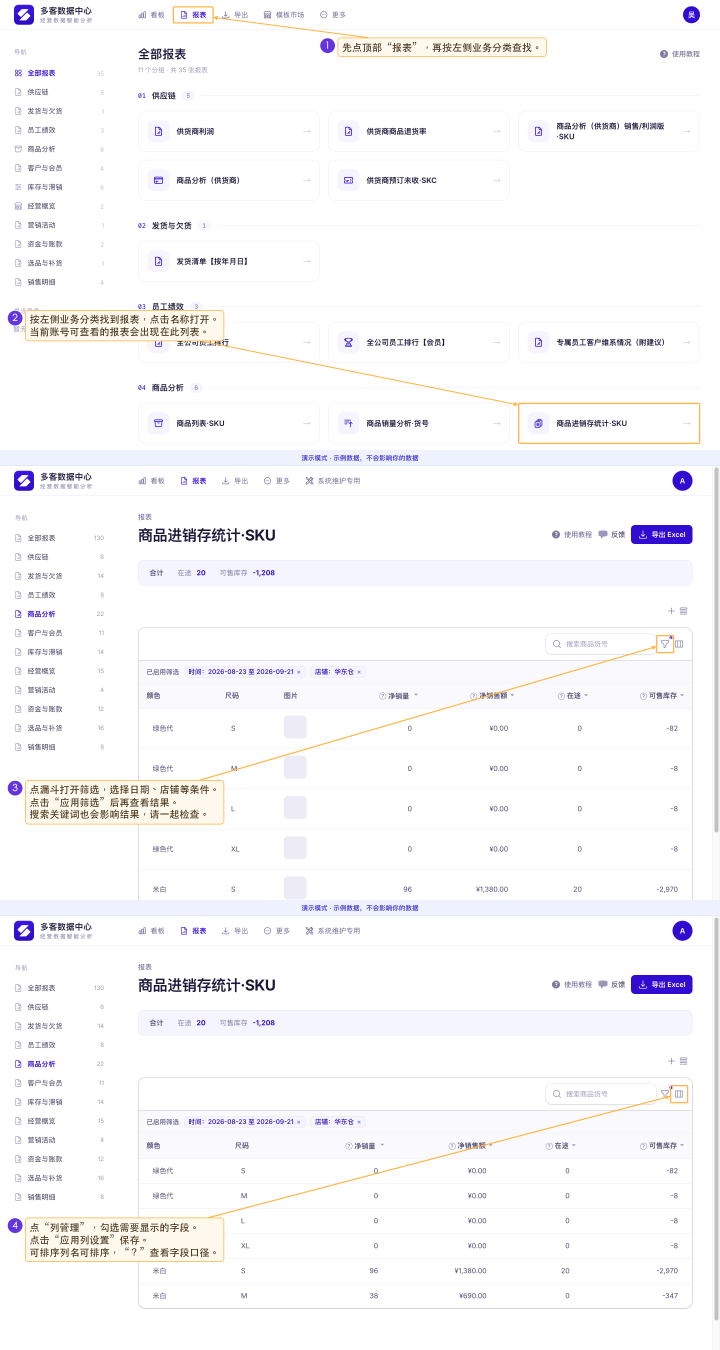 多客数据中心
经营数据智能分析
看板
报表
导出
模板市场
更多
吴
1
先点顶部“报表”，再按左侧业务分类查找。
导航
全部报表 35
供应链 5
发货与欠货 1
员工绩效 3
商品分析 6
客户与会员 4
库存与滞销 6
经营概览 2
营销活动 1
资金与账款 2
选品与补货 1
销售明细 4
全部报表
11 个分组 · 共 35 张报表
使用教程
01 供应链 5
供货商利润 →
供货商商品退货率 →
商品分析（供货商）销售/利润版
·SKU →
商品分析（供货商） →
供货商预订未收·SKC →
02 发货与欠货 1
发货清单【按年月日】 →
03 员工绩效 3
2
按左侧业务分类找到报表，点击名称打开。
当前账号可查看的报表会出现在此列表。
全公司员工排行
全公司员工排行【会员】 →
专属员工客户维系情况（附建议） →
04 商品分析 6
商品列表·SKU →
商品销量分析·货号 →
商品进销存统计·SKU →
演示模式 · 示例数据，不会影响你的数据
多客数据中心
经营数据智能分析
看板
报表
导出
更多
系统维护专用
A
导航
全部报表 130
供应链 6
发货与欠货 14
员工绩效 8
商品分析 22
客户与会员 11
库存与滞销 14
经营概览 15
营销活动 4
资金与账款 12
选品与补货 16
销售明细 8
报表
商品进销存统计·SKU
使用教程
反馈
导出 Excel
合计 在途 20 可售库存 -1,208
搜索商品货号
已启用筛选 时间：2026-08-23 至 2026-09-21 × 店铺：华东仓 ×
颜色 尺码 图片 ? 净销量 ? 净销售额 ? 在途 ? 可售库存
绿色代 S 0 ¥0.00 0 -82
绿色代 M 0 ¥0.00 0 -8
3
点漏斗打开筛选，选择日期、店铺等条件。
点击“应用筛选”后再查看结果。
搜索关键词也会影响结果，请一起检查。
L 0 ¥0.00 0 -8
绿色代 XL 0 ¥0.00 0 -8
米白 S 96 ¥1,380.00 20 -2,970
演示模式 · 示例数据，不会影响你的数据
多客数据中心
经营数据智能分析
看板
报表
导出
更多
系统维护专用
A
导航
全部报表 130
供应链 6
发货与欠货 14
员工绩效 8
商品分析 22
客户与会员 11
库存与滞销 14
经营概览 15
营销活动 4
资金与账款 12
选品与补货 16
销售明细 8
报表
商品进销存统计·SKU
使用教程
反馈
导出 Excel
合计 在途 20 可售库存 -1,208
搜索商品货号
已启用筛选 时间：2026-08-23 至 2026-09-21 × 店铺：华东仓 ×
颜色 尺码 ? 净销量 ? 净销售额 ? 在途 ? 可售库存
绿色代 S 0 ¥0.00 0 -82
绿色代 M 0 ¥0.00 0 -8
4
点“列管理”，勾选需要显示的字段。
点击“应用列设置”保存。
可排序列名可排序，“？”查看字段口径。
L 0 ¥0.00 0 -8
XL 0 ¥0.00 0 -8
米白 S 96 ¥1,380.00 20 -2,970
米白 M 38 ¥690.00 0 -347